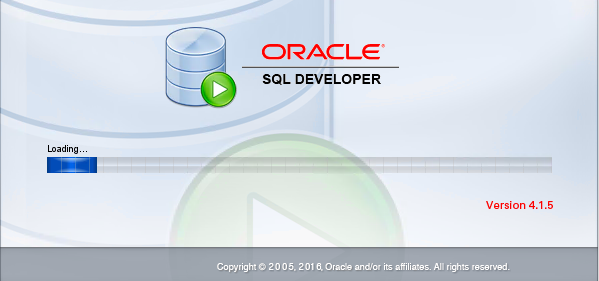 ORACLE®
SQL DEVELOPER
Loading...
Version 4.1.5
Copyright © 2005, 2016, Oracle and/or its affiliates. All rights reserved.